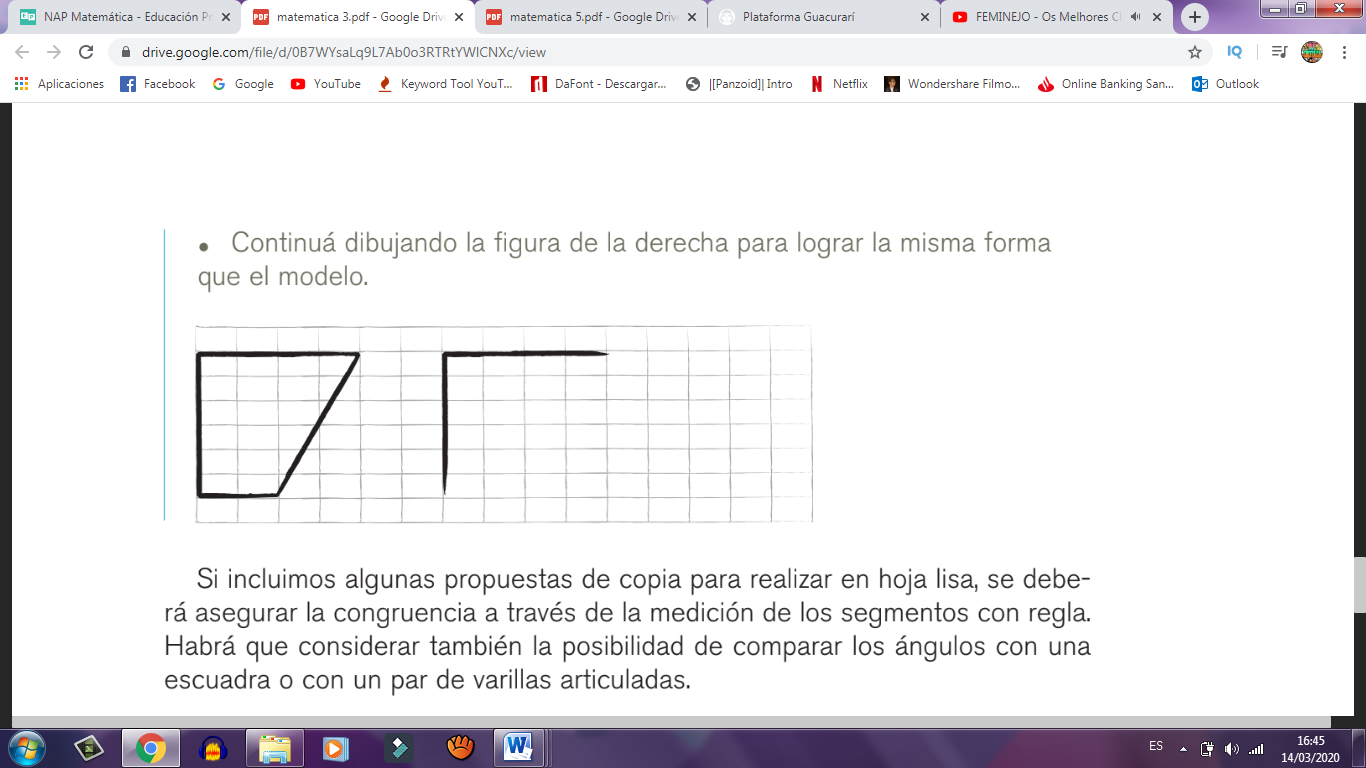 NAP Matemática - Educación Pr
matematica 3.pdf - Google Drive
matematica 5.pdf - Google Drive
Plataforma Guacurarí
FEMINEJO - Os Melhores Cl
drive.google.com/file/d/0B7WYsaLq9L7Ab0o3RTRtYWlCNXc/view
Aplicaciones
Facebook
Google
YouTube
Keyword Tool YouT...
DaFont - Descargar...
|[Panzoid]| Intro
Netflix
Wondershare Filmo...
Online Banking San...
Outlook
• Continuá dibujando la figura de la derecha para lograr la misma forma
que el modelo.
Si incluimos algunas propuestas de copia para realizar en hoja lisa, se debe-
rá asegurar la congruencia a través de la medición de los segmentos con regla.
Habrá que considerar también la posibilidad de comparar los ángulos con una
escuadra o con un par de varillas articuladas.
ES
16:45
14/03/2020